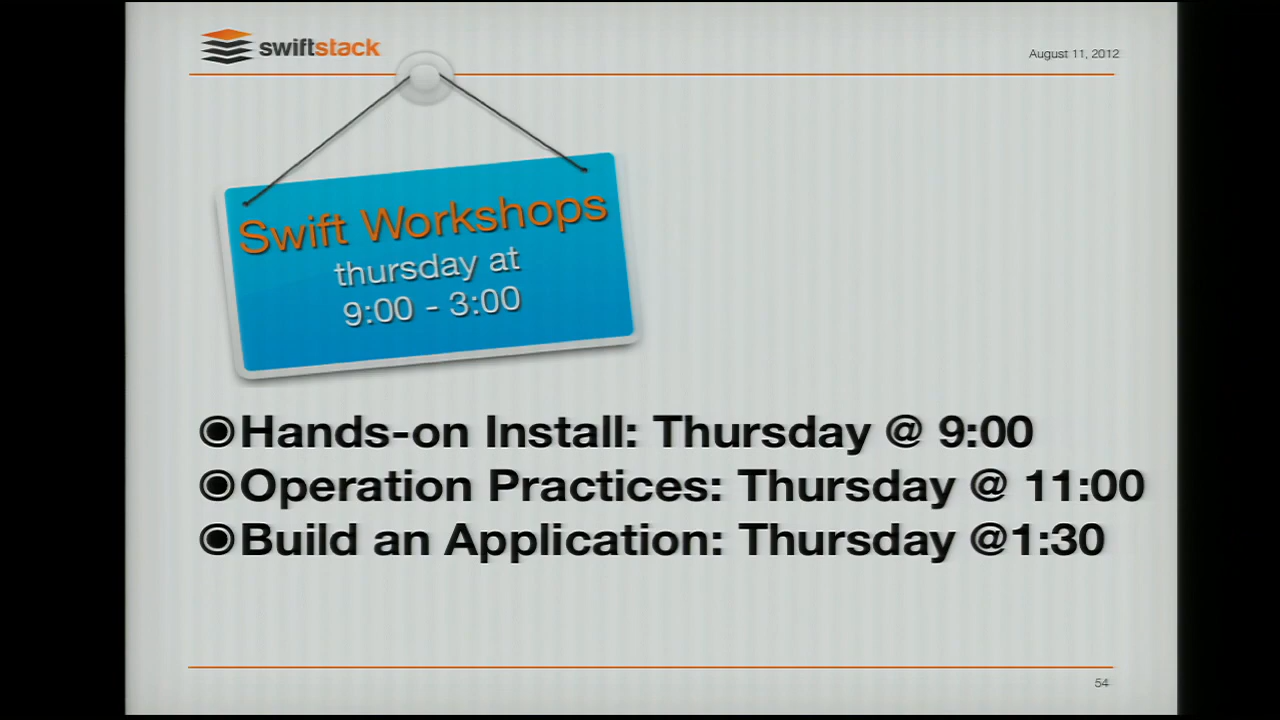 swiftstack
August 11, 2012
Swift Workshops
thursday at
9:00 - 3:00
Hands-on Install: Thursday @ 9:00
Operation Practices: Thursday @ 11:00
Build an Application: Thursday @1:30
54